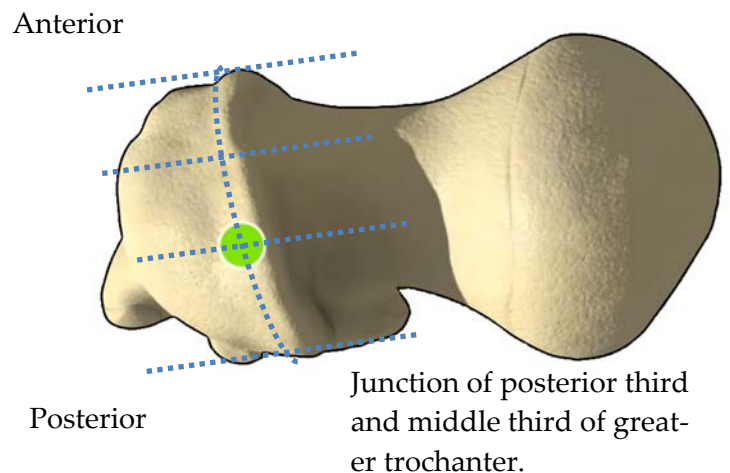 Anterior
Posterior
Junction of posterior third
and middle third of great-
er trochanter.